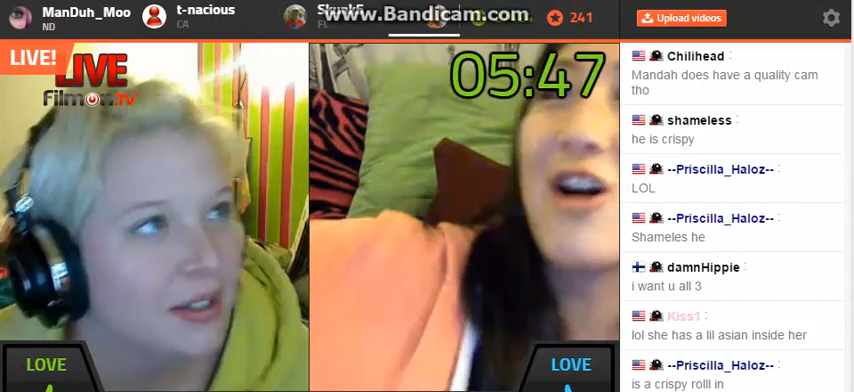 ManDuh_Moo
ND
t-nacious
CA
FL
www.Bandicam.com
241
Upload videos
LIVE!
LIVE
FilmOn.TV
05:47
Chilihead :
Mandah does have a quality cam
tho
shameless :
he is crispy
--Priscilla_Haloz-- :
LOL
--Priscilla_Haloz-- :
Shameles he
damnHippie :
i want u all 3
Kiss1 :
lol she has a lil asian inside her
--Priscilla_Haloz-- :
is a crispy rolll in
LOVE
LOVE